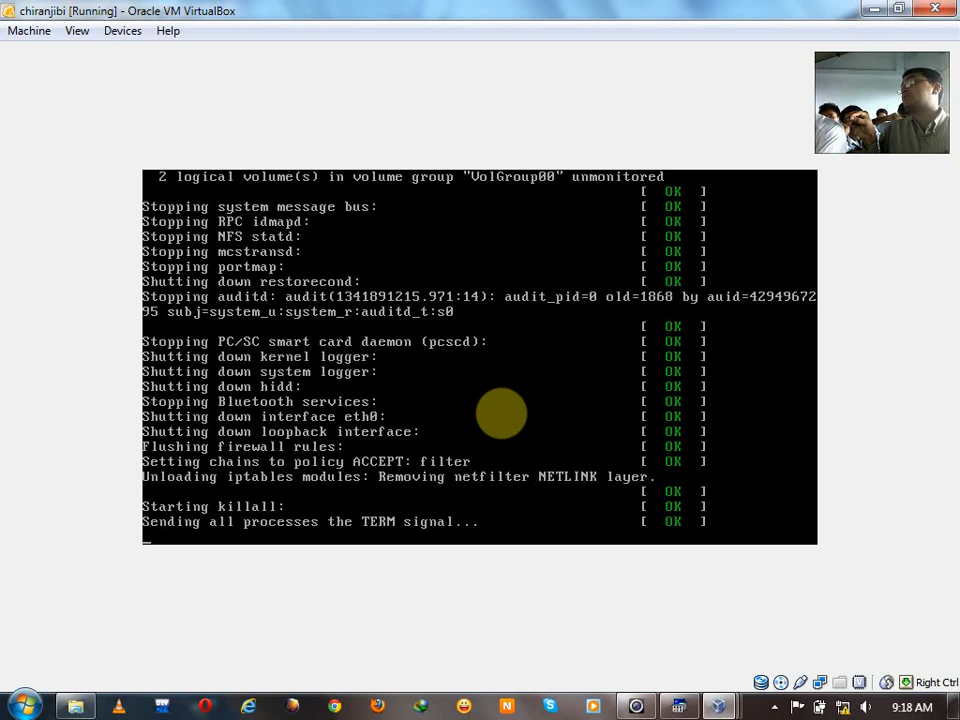 chiranjibi [Running] - Oracle VM VirtualBox
Machine View Devices Help
2 logical volume(s) in volume group "VolGroup00" unmonitored
[ OK ]
Stopping system message bus: [ OK ]
Stopping RPC idmapd: [ OK ]
Stopping NFS statd: [ OK ]
Stopping mcstransd: [ OK ]
Stopping portmap: [ OK ]
Shutting down restorecond: [ OK ]
Stopping auditd: audit(1341891215.971:14): audit_pid=0 old=1868 by auid=42949672
95 subj=system_u:system_r:auditd_t:s0
[ OK ]
Stopping PC/SC smart card daemon (pcscd): [ OK ]
Shutting down kernel logger: [ OK ]
Shutting down system logger: [ OK ]
Shutting down hidd: [ OK ]
Stopping Bluetooth services: [ OK ]
Shutting down interface eth0: [ OK ]
Shutting down loopback interface: [ OK ]
Flushing firewall rules: [ OK ]
Setting chains to policy ACCEPT: filter [ OK ]
Unloading iptables modules: Removing netfilter NETLINK layer.
[ OK ]
Starting killall: [ OK ]
Sending all processes the TERM signal... [ OK ]
Right Ctrl
9:18 AM